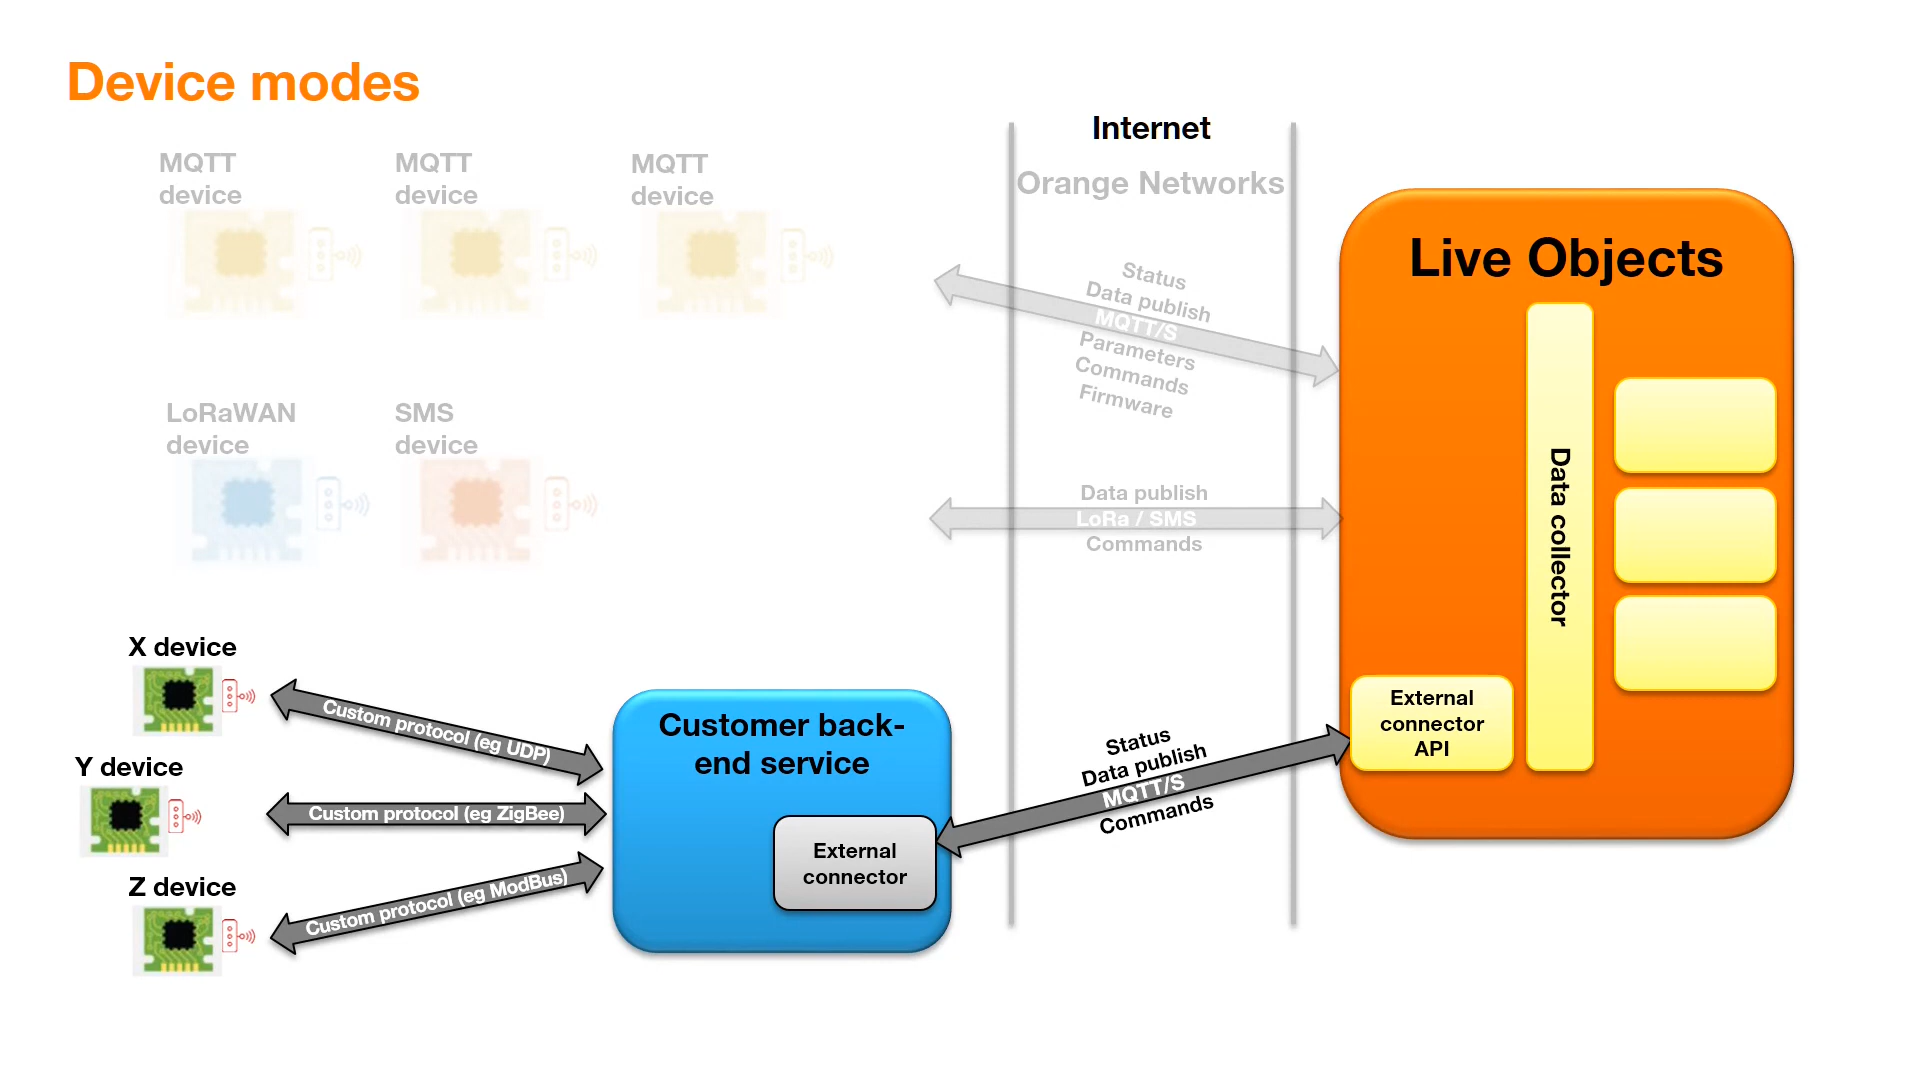 Device modes
MQTT
device
MQTT
device
MQTT
device
Internet
Orange Networks
Live Objects
Status
Data publish
MQTT/S
Parameters
Commands
Firmware
LoRaWAN
device
SMS
device
Data publish
LoRa / SMS
Commands
Data collector
X device
Custom protocol (eg UDP)
Y device
Custom protocol (eg ZigBee)
Z device
Custom protocol (eg ModBus)
Customer back-
end service
External
connector
Status
Data publish
MQTT/S
Commands
External
connector
API